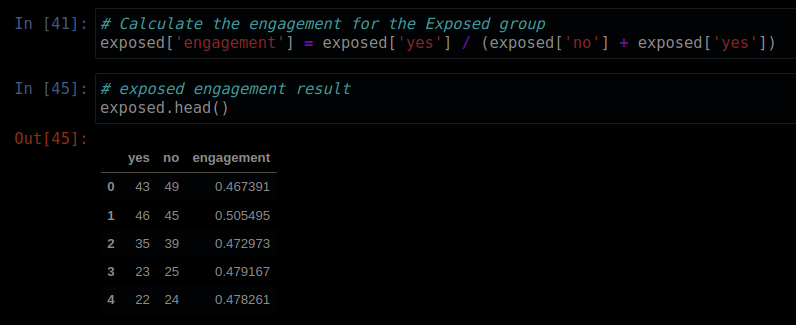 In [41]: # Calculate the engagement for the Exposed group
exposed['engagement'] = exposed['yes'] / (exposed['no'] + exposed['yes'])
In [45]: # exposed engagement result
exposed.head()
Out[45]:
yes no engagement
0 43 49 0.467391
1 46 45 0.505495
2 35 39 0.472973
3 23 25 0.479167
4 22 24 0.478261